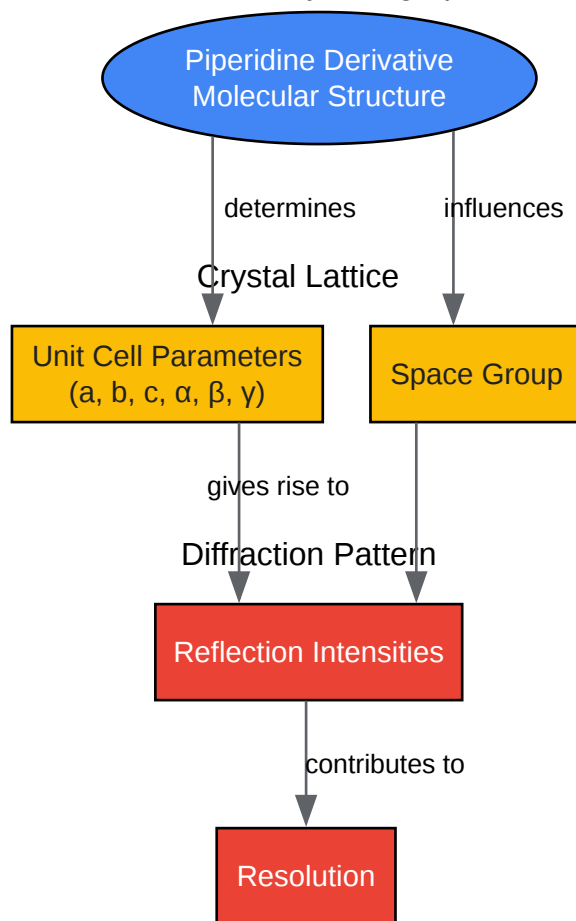 Piperidine Derivative
Molecular Structure
determines
influences
Crystal Lattice
Unit Cell Parameters
(a, b, c, α, β, γ)
Space Group
gives rise to
Diffraction Pattern
Reflection Intensities
contributes to
Resolution